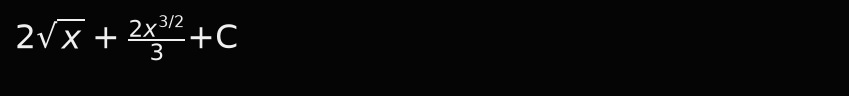 2√x + 2x^{3/2}/3 +C